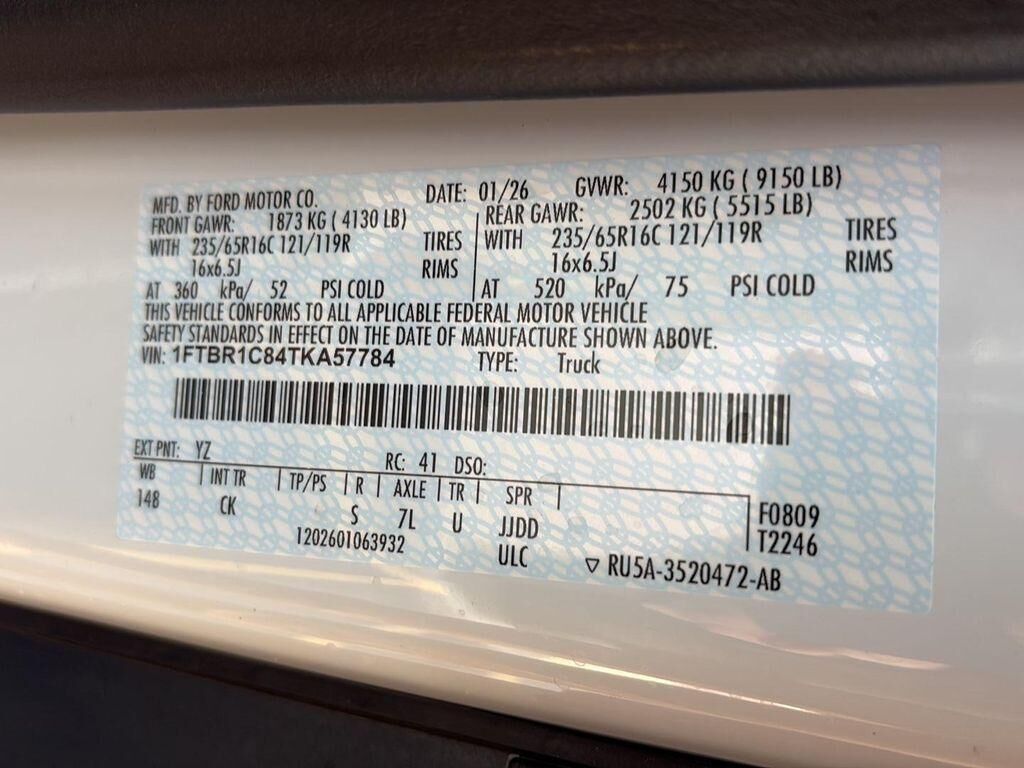 MFD. BY FORD MOTOR CO. DATE: 01/26 GVWR: 4150 KG ( 9150 LB)
FRONT GAWR: 1873 KG ( 4130 LB) REAR GAWR: 2502 KG ( 5515 LB)
WITH 235/65R16C 121/119R TIRES WITH 235/65R16C 121/119R TIRES
16x6.5J RIMS 16x6.5J RIMS
AT 360 kPa/ 52 PSI COLD AT 520 kPa/ 75 PSI COLD
THIS VEHICLE CONFORMS TO ALL APPLICABLE FEDERAL MOTOR VEHICLE
SAFETY STANDARDS IN EFFECT ON THE DATE OF MANUFACTURE SHOWN ABOVE.
VIN: 1FTBR1C84TKA57784 TYPE: Truck
EXT PNT: YZ RC: 41 DSO:
WB INT TR TP/PS R AXLE TR SPR F0809
148 CK S 7L U JJDD T2246
1202601063932 ULC ▽ RU5A-3520472-AB